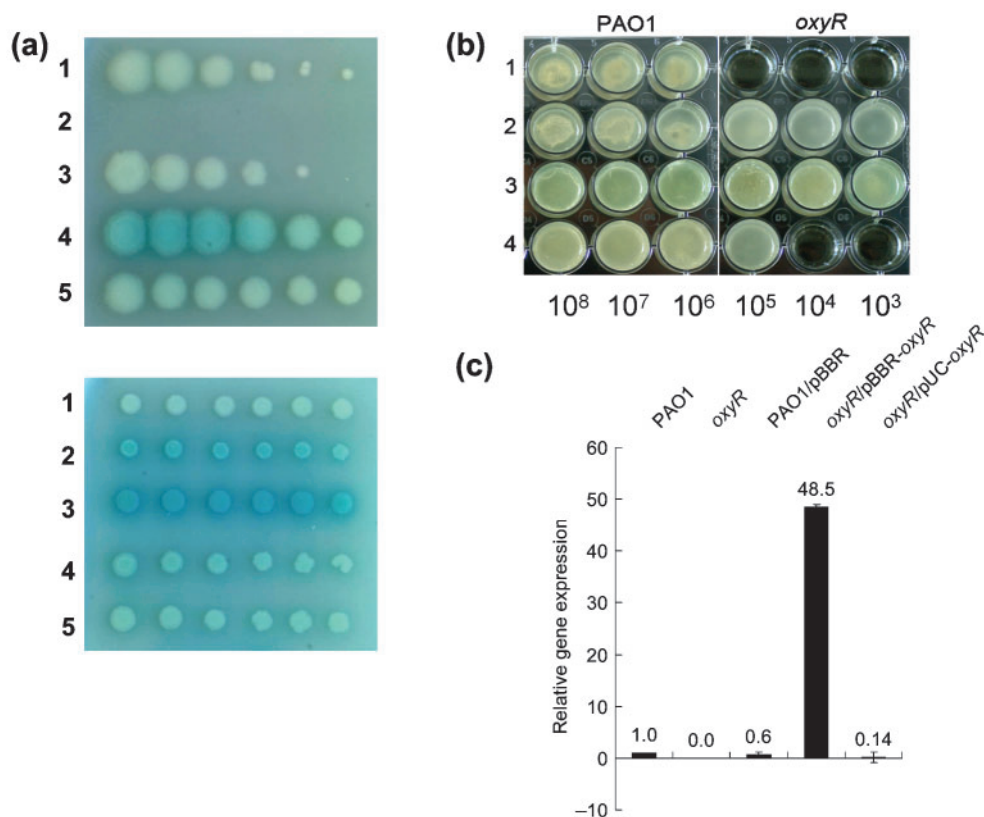 (a)
1
2
3
4
5
1
2
3
4
5
(b)
PAO1 oxyR
1
2
3
4
10⁸ 10⁷ 10⁶ 10⁵ 10⁴ 10³
(c)
PAO1
oxyR
PAO1/pBBR
oxyR/pBBR-oxyR
oxyR/pUC-oxyR
Relative gene expression
60
50
40
30
20
10
0
–10
1.0 0.0 0.6 48.5 0.14